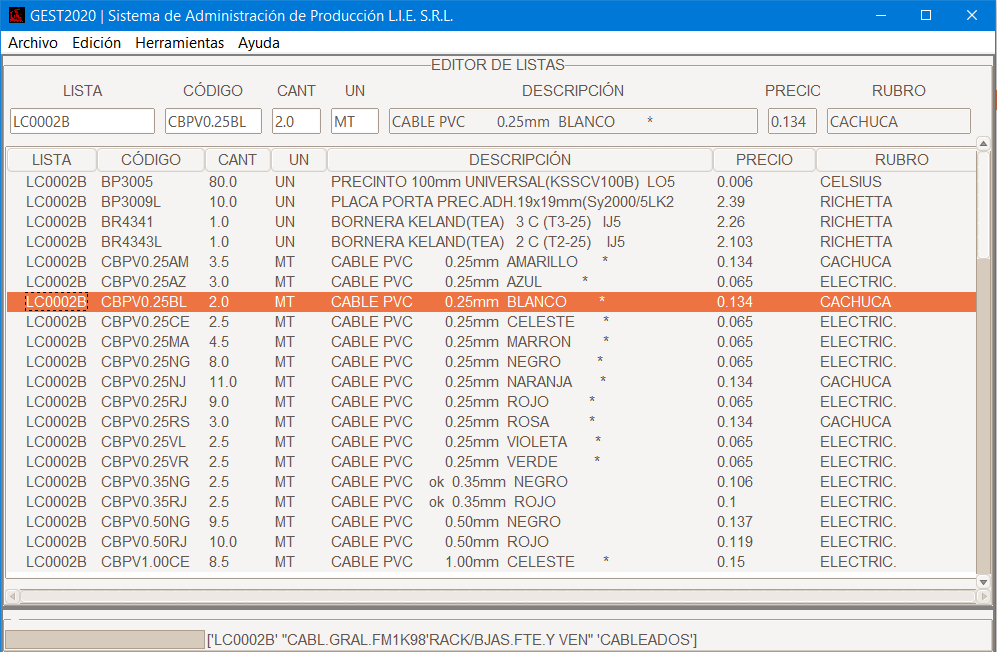 GEST2020 | Sistema de Administración de Producción L.I.E. S.R.L.
Archivo Edición Herramientas Ayuda
EDITOR DE LISTAS
LISTA CÓDIGO CANT UN DESCRIPCIÓN PRECIO RUBRO
LC0002B CBPV0.25BL 2.0 MT CABLE PVC 0.25mm BLANCO * 0.134 CACHUCA
LISTA CÓDIGO CANT UN DESCRIPCIÓN PRECIO RUBRO
LC0002B BP3005 80.0 UN PRECINTO 100mm UNIVERSAL(KSSCV100B) LO5 0.006 CELSIUS
LC0002B BP3009L 10.0 UN PLACA PORTA PREC.ADH.19x19mm(Sy2000/5LK2 2.39 RICHETTA
LC0002B BR4341 1.0 UN BORNERA KELAND(TEA) 3 C (T3-25) IJ5 2.26 RICHETTA
LC0002B BR4343L 1.0 UN BORNERA KELAND(TEA) 2 C (T2-25) IJ5 2.103 RICHETTA
LC0002B CBPV0.25AM 3.5 MT CABLE PVC 0.25mm AMARILLO * 0.134 CACHUCA
LC0002B CBPV0.25AZ 3.0 MT CABLE PVC 0.25mm AZUL * 0.065 ELECTRIC.
LC0002B CBPV0.25BL 2.0 MT CABLE PVC 0.25mm BLANCO * 0.134 CACHUCA
LC0002B CBPV0.25CE 2.5 MT CABLE PVC 0.25mm CELESTE * 0.065 ELECTRIC.
LC0002B CBPV0.25MA 4.5 MT CABLE PVC 0.25mm MARRON * 0.065 ELECTRIC.
LC0002B CBPV0.25NG 8.0 MT CABLE PVC 0.25mm NEGRO * 0.065 ELECTRIC.
LC0002B CBPV0.25NJ 11.0 MT CABLE PVC 0.25mm NARANJA * 0.134 CACHUCA
LC0002B CBPV0.25RJ 9.0 MT CABLE PVC 0.25mm ROJO * 0.065 ELECTRIC.
LC0002B CBPV0.25RS 3.0 MT CABLE PVC 0.25mm ROSA * 0.134 CACHUCA
LC0002B CBPV0.25VL 2.5 MT CABLE PVC 0.25mm VIOLETA * 0.065 ELECTRIC.
LC0002B CBPV0.25VR 2.5 MT CABLE PVC 0.25mm VERDE * 0.065 ELECTRIC.
LC0002B CBPV0.35NG 2.5 MT CABLE PVC ok 0.35mm NEGRO 0.106 ELECTRIC.
LC0002B CBPV0.35RJ 2.5 MT CABLE PVC ok 0.35mm ROJO 0.1 ELECTRIC.
LC0002B CBPV0.50NG 9.5 MT CABLE PVC 0.50mm NEGRO 0.137 ELECTRIC.
LC0002B CBPV0.50RJ 10.0 MT CABLE PVC 0.50mm ROJO 0.119 ELECTRIC.
LC0002B CBPV1.00CE 8.5 MT CABLE PVC 1.00mm CELESTE * 0.15 ELECTRIC.
['LC0002B' "CABL.GRAL.FM1K98'RACK/BJAS.FTE.Y VEN" 'CABLEADOS']